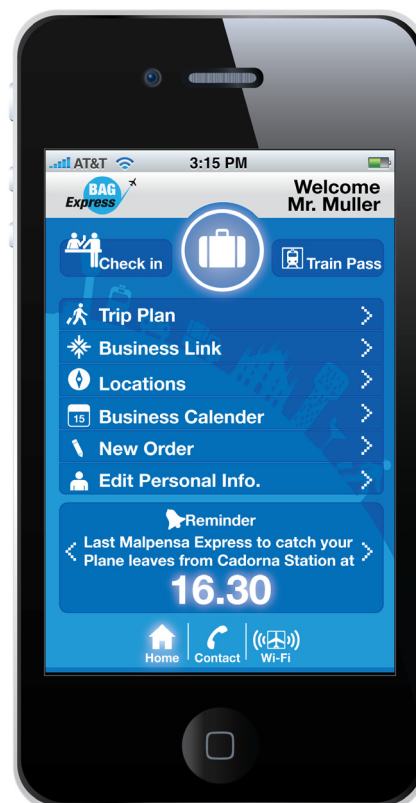 AT&T 3:15 PM
BAG
Express
Welcome
Mr. Muller
Check in
Train Pass
Trip Plan
Business Link
Locations
15 Business Calender
New Order
Edit Personal Info.
Reminder
Last Malpensa Express to catch your
Plane leaves from Cadorna Station at
16.30
Home Contact Wi-Fi